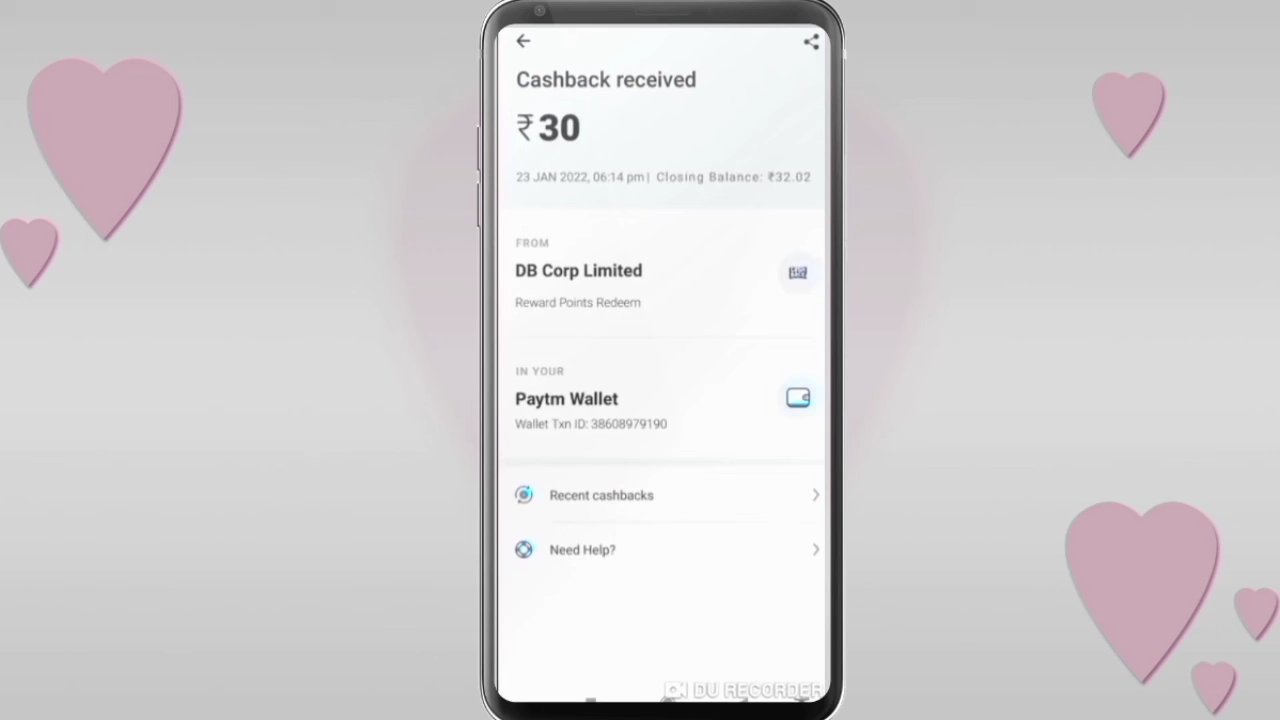 Cashback received
₹30
23 JAN 2022, 06:14 pm| Closing Balance: ₹32.02
FROM
DB Corp Limited
Reward Points Redeem
IN YOUR
Paytm Wallet
Wallet Txn ID: 38608979190
Recent cashbacks
Need Help?
DU RECORDER